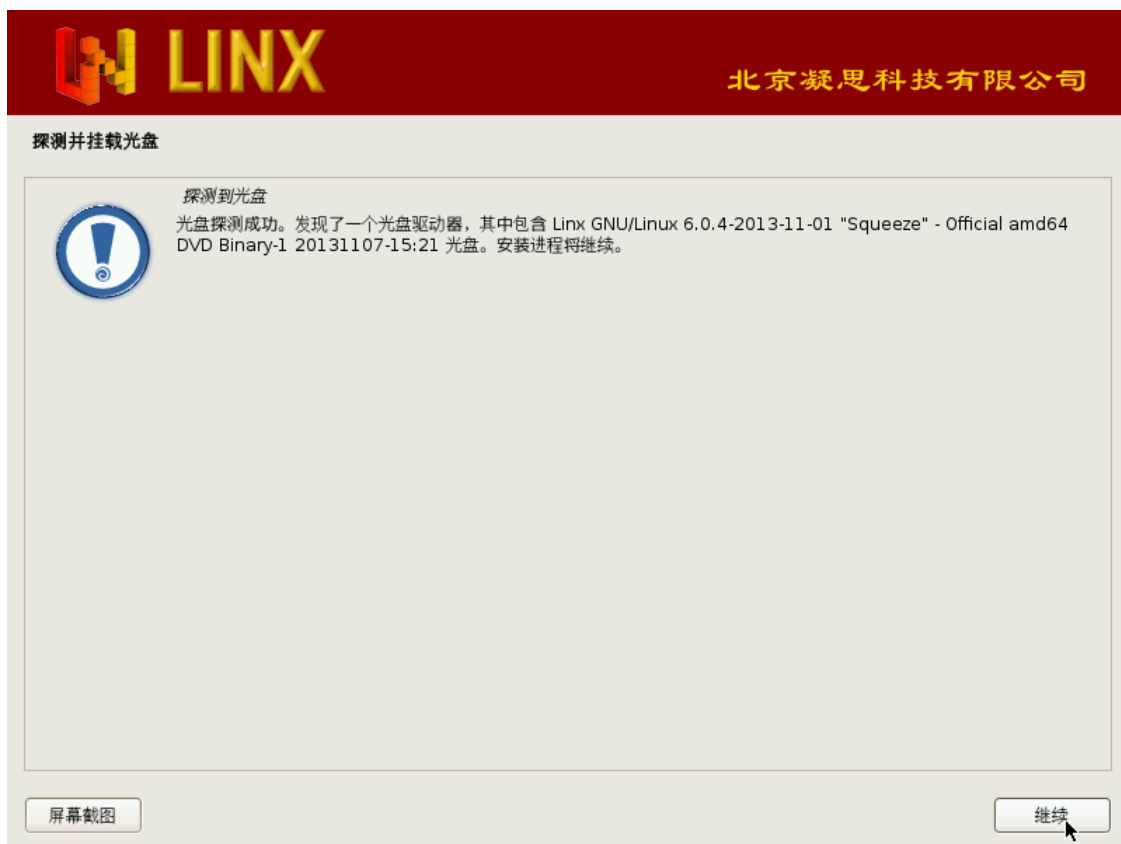 LINX
北京凝思科技有限公司
探测并挂载光盘
探测到光盘
光盘探测成功。发现了一个光盘驱动器，其中包含 Linx GNU/Linux 6.0.4-2013-11-01 "Squeeze" - Official amd64
DVD Binary-1 20131107-15:21 光盘。安装进程将继续。
屏幕截图
继续